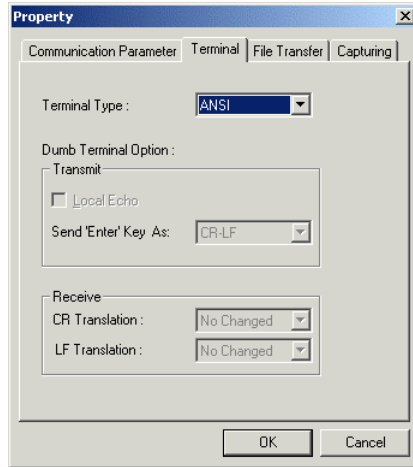 Property
Communication Parameter Terminal File Transfer Capturing
Terminal Type : ANSI
Dumb Terminal Option :
Transmit
Local Echo
Send 'Enter' Key As: CR-LF
Receive
CR Translation : No Changed
LF Translation : No Changed
OK Cancel